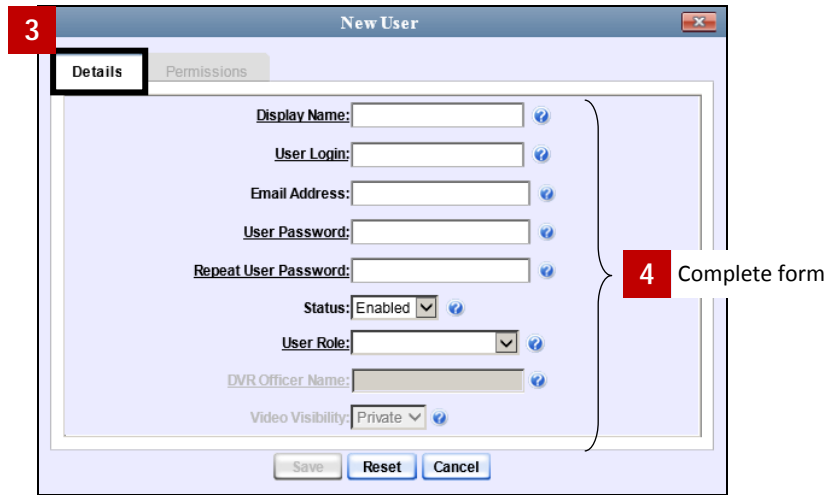 3
New User
Details Permissions
Display Name:
User Login:
Email Address:
User Password:
Repeat User Password:
4 Complete form
Status: Enabled
User Role:
DVR Officer Name:
Video Visibility: Private
Save Reset Cancel